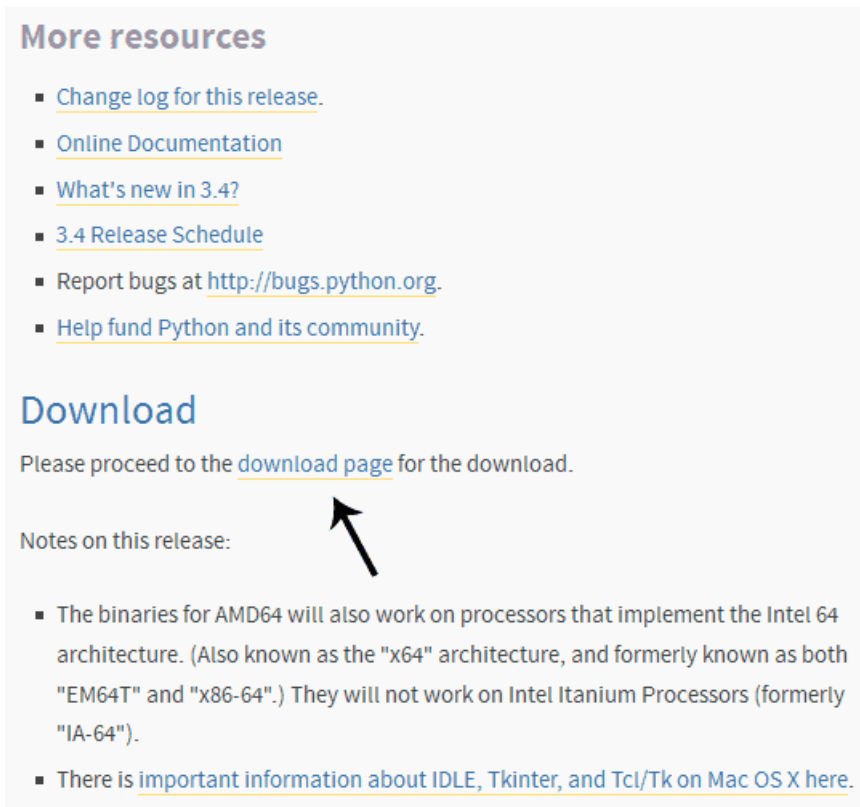 More resources
Change log for this release.
Online Documentation
What's new in 3.4?
3.4 Release Schedule
Report bugs at http://bugs.python.org.
Help fund Python and its community.
Download
Please proceed to the download page for the download.
Notes on this release:
The binaries for AMD64 will also work on processors that implement the Intel 64
architecture. (Also known as the "x64" architecture, and formerly known as both
"EM64T" and "x86-64".) They will not work on Intel Itanium Processors (formerly
"IA-64").
There is important information about IDLE, Tkinter, and Tcl/Tk on Mac OS X here.